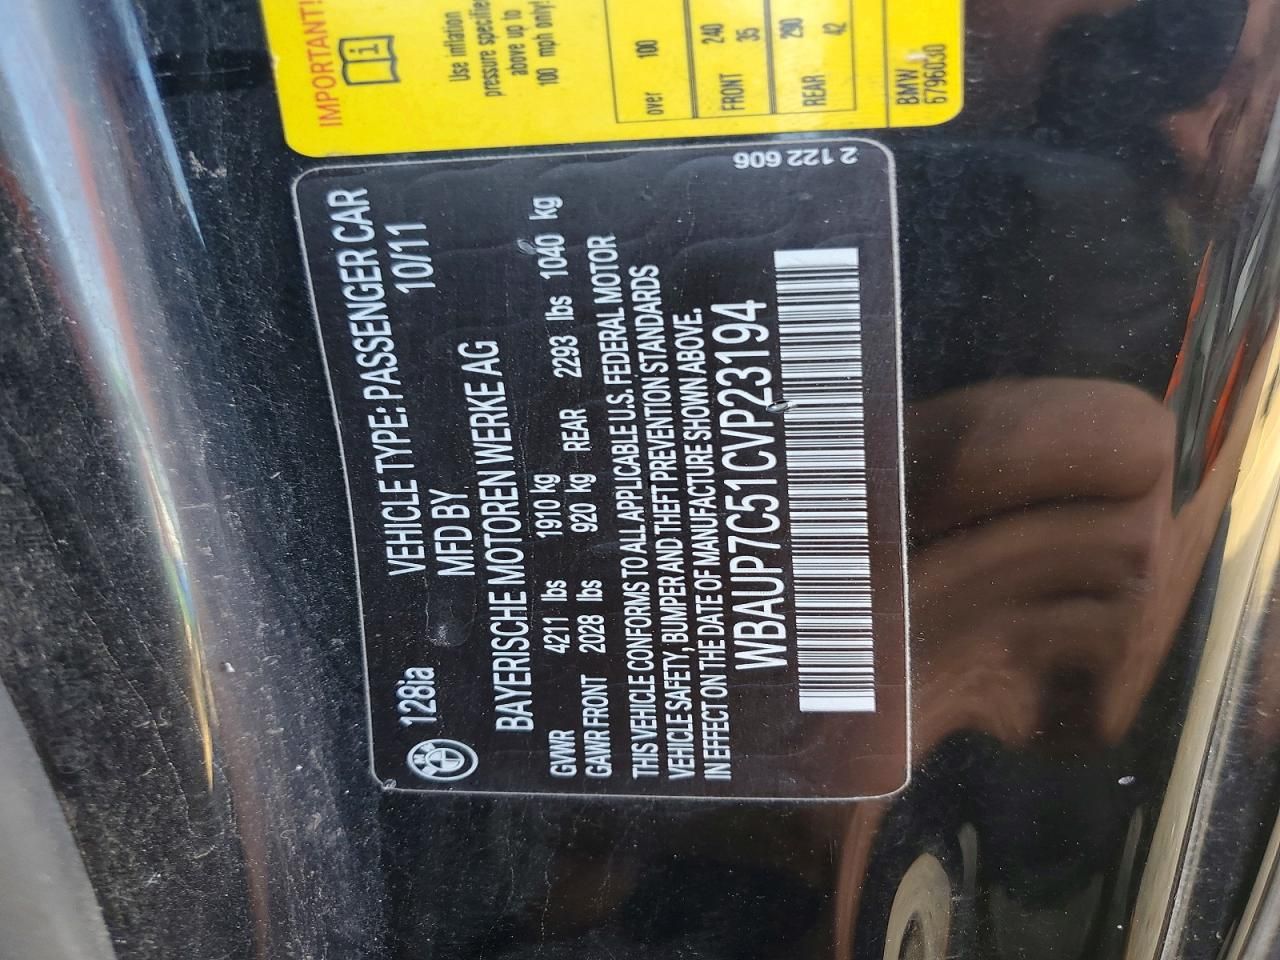 IMPORTANT!
i
Use inflation
pressure specified
above up to
100 mph only!
over 100
FRONT 240
35
REAR 290
42
BMW
6796030
128ia VEHICLE TYPE: PASSENGER CAR
MFD BY 10/11
BAYERISCHE MOTOREN WERKE AG
GVWR 4211 lbs 1910 kg
GAWR FRONT 2028 lbs 920 kg REAR 2293 lbs 1040 kg
THIS VEHICLE CONFORMS TO ALL APPLICABLE U.S. FEDERAL MOTOR
VEHICLE SAFETY, BUMPER AND THEFT PREVENTION STANDARDS
IN EFFECT ON THE DATE OF MANUFACTURE SHOWN ABOVE.
WBAUP7C51CVP23194
2 122 606